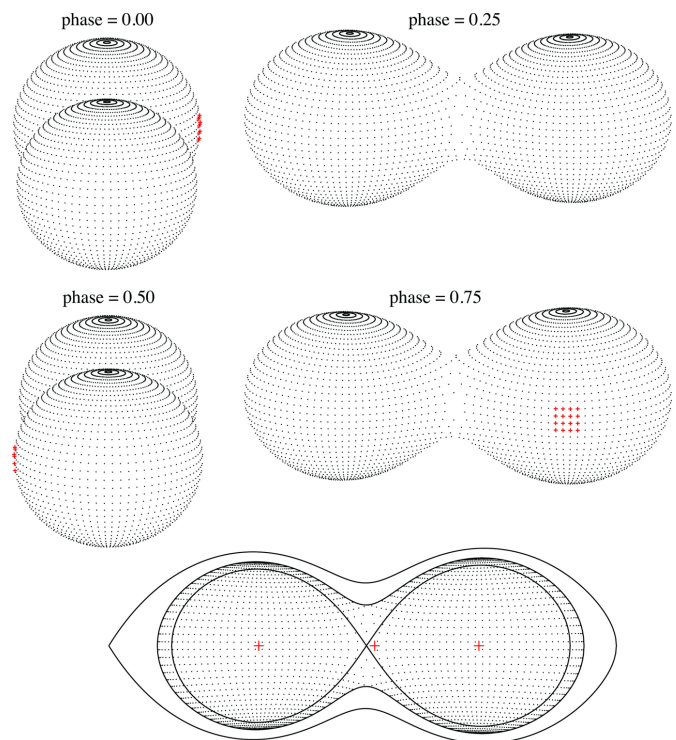 phase = 0.00
phase = 0.25
phase = 0.50
phase = 0.75